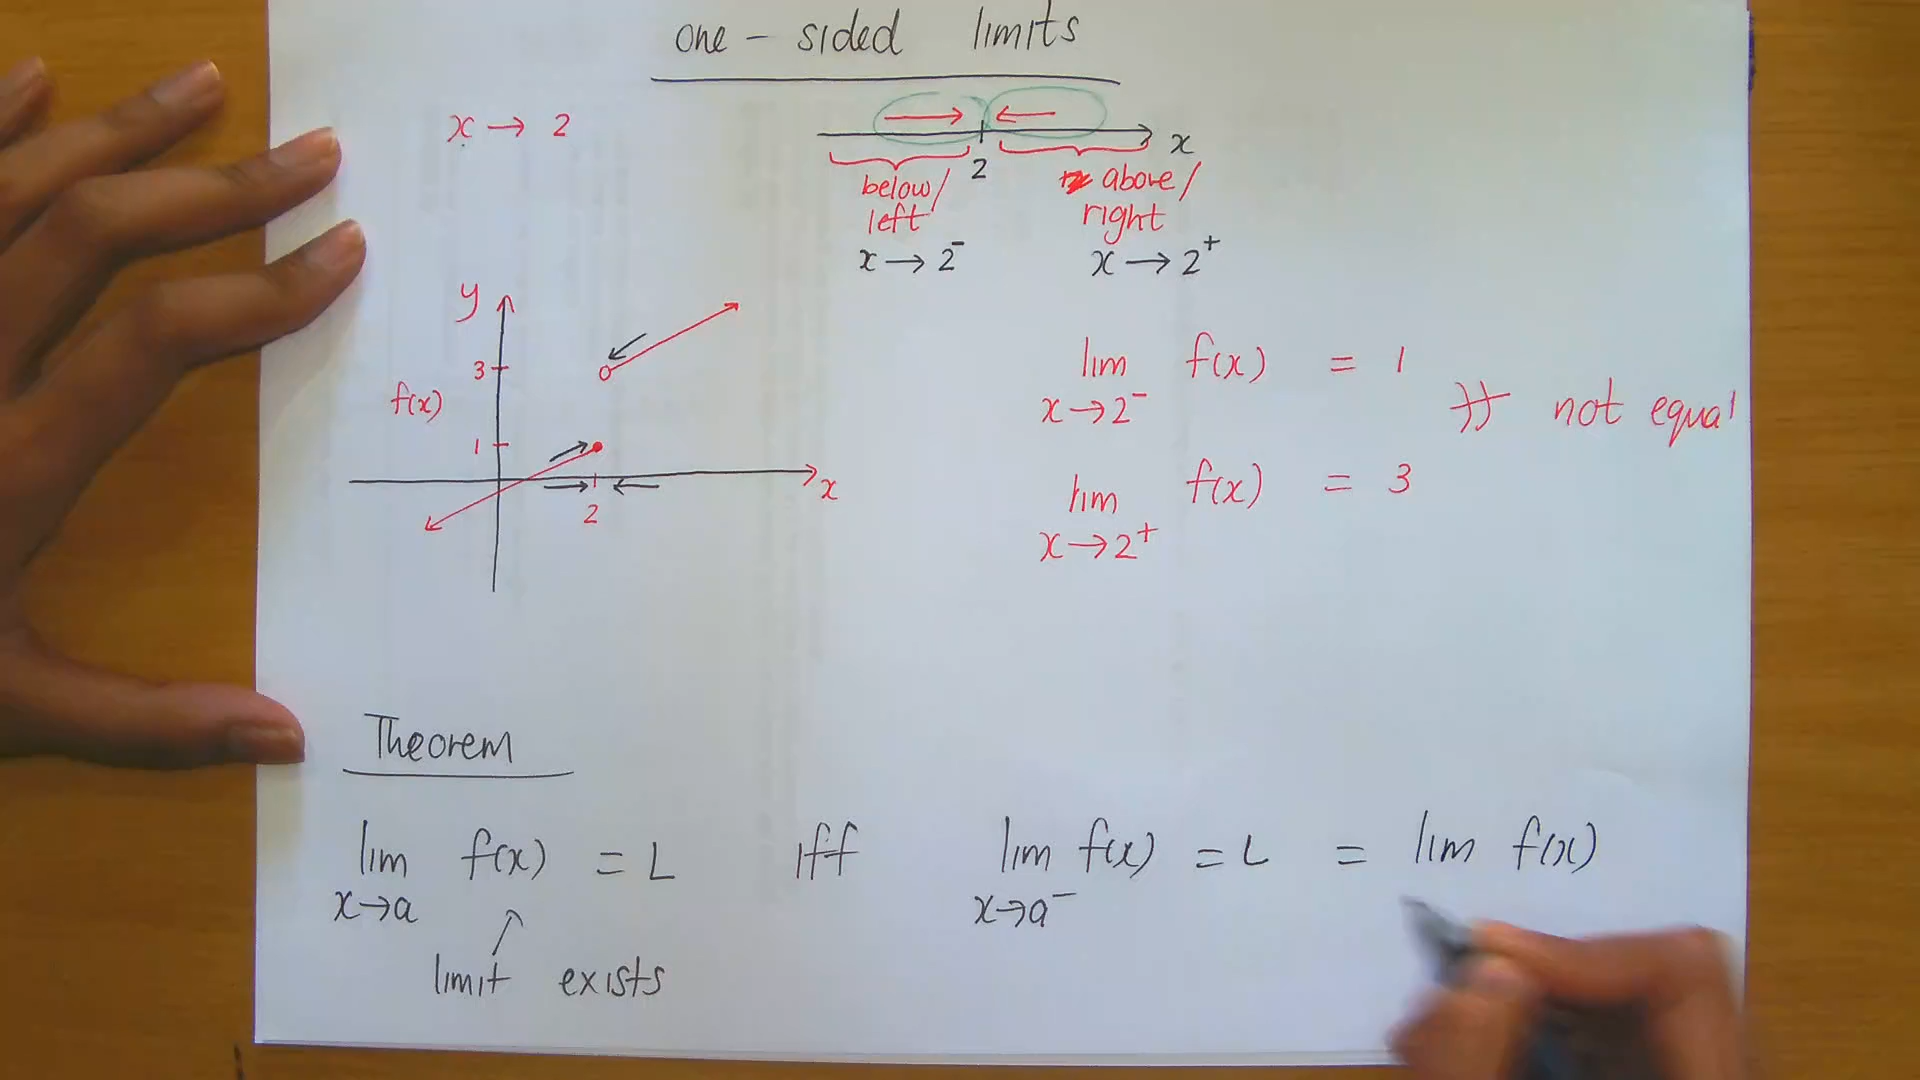 one - sided limits
x → 2
x
2
below/
left
above/
right
x → 2⁻
x → 2⁺
y
3
f(x)
1
x
2
lim f(x) = 1
x→2⁻
not equal
lim f(x) = 3
x→2⁺
Theorem
lim f(x) = L iff lim f(x) = L = lim f(x)
x→a x→a⁻
limit exists